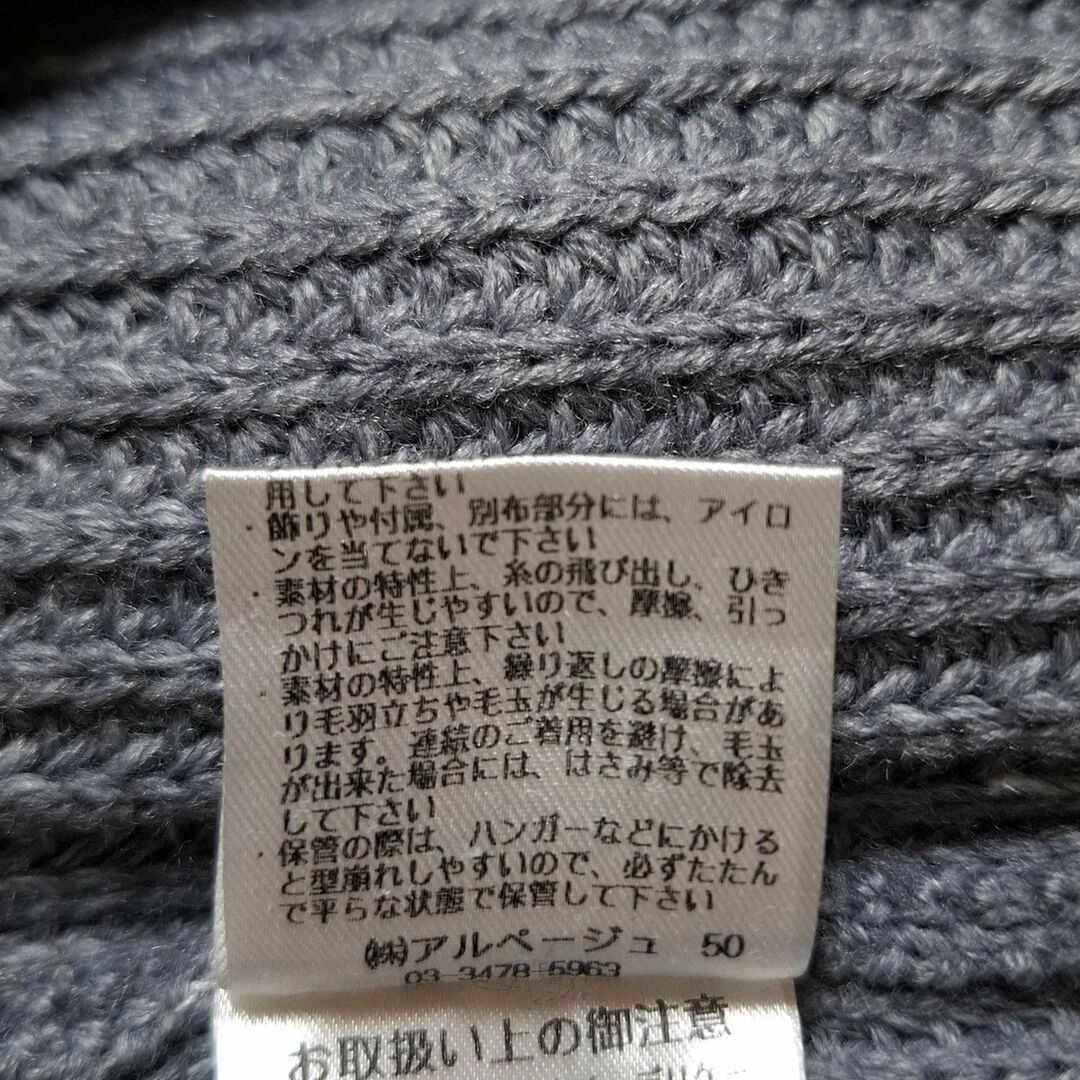 用して下さい
・飾りや付属、別布部分には、アイロ
ンを当てないで下さい
・素材の特性上、糸の飛び出し、ひき
つれが生じやすいので、摩擦、引っ
かけにご注意下さい
素材の特性上、繰り返しの摩擦によ
り毛羽立ちや毛玉が生じる場合があ
ります。連続のご着用を避け、毛玉
が出来た場合には、はさみ等で除去
して下さい
・保管の際は、ハンガーなどにかける
と型崩れしやすいので、必ずたたん
で平らな状態で保管して下さい
㈱アルページュ 50
03-3478-5963
お取扱い上の御注意